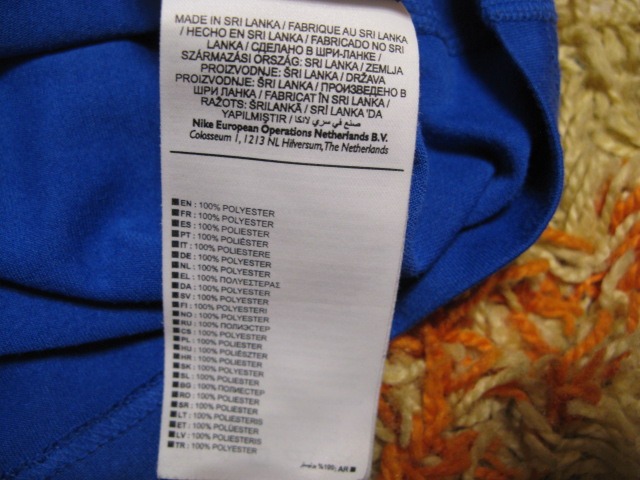 MADE IN SRI LANKA / FABRIQUE AU SRI LANKA
/ HECHO EN SRI LANKA / FABRICADO NO SRI
LANKA / СДЕЛАНО В ШРИ-ЛАНКЕ /
SZÁRMAZÁSI ORSZÁG: SRI LANKA / ZEMLJA
PROIZVODNJE: ŠRI LANKA / DRŽAVA
PROIZVODNJE: ŠRI LANKA / ПРОИЗВЕДЕНО В
ШРИ ЛАНКА / FABRICAT ÎN SRI LANKA /
RAŽOTS: ŠRILANKĀ / SRİ LANKA 'DA
YAPILMIŞTIR / صنع في سري لانكا
Nike European Operations Netherlands B.V.
Colosseum 1, 1213 NL Hilversum, The Netherlands
EN : 100% POLYESTER
FR : 100% POLYESTER
ES : 100% POLIÉSTER
PT : 100% POLIÉSTER
IT : 100% POLIESTERE
DE : 100% POLYESTER
NL : 100% POLYESTER
EL : 100% ΠΟΛΥΕΣΤΕΡΑΣ
DA : 100% POLYESTER
SV : 100% POLYESTER
FI : 100% POLYESTERI
NO : 100% POLYESTER
RU : 100% ПОЛИЭСТЕР
CS : 100% POLYESTER
PL : 100% POLIESTER
HU : 100% POLIÉSZTER
HR : 100% POLIESTER
SK : 100% POLYESTER
SL : 100% POLIESTER
BG : 100% ПОЛИЕСТЕР
RO : 100% POLIESTER
SR : 100% POLIESTER
LT : 100% POLIESTERIS
ET : 100% POLÜESTER
LV : 100% POLIESTERIS
TR : 100% POLYESTER
AR : 100% بوليستر